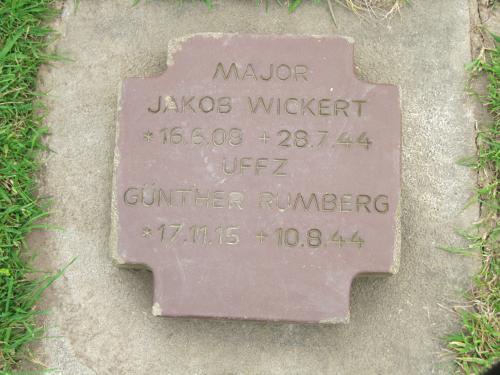 MAJOR
JAKOB WICKERT
*16.6.08 +28.7.44
UFFZ
GÜNTHER RUMBERG
*17.11.15 +10.8.44